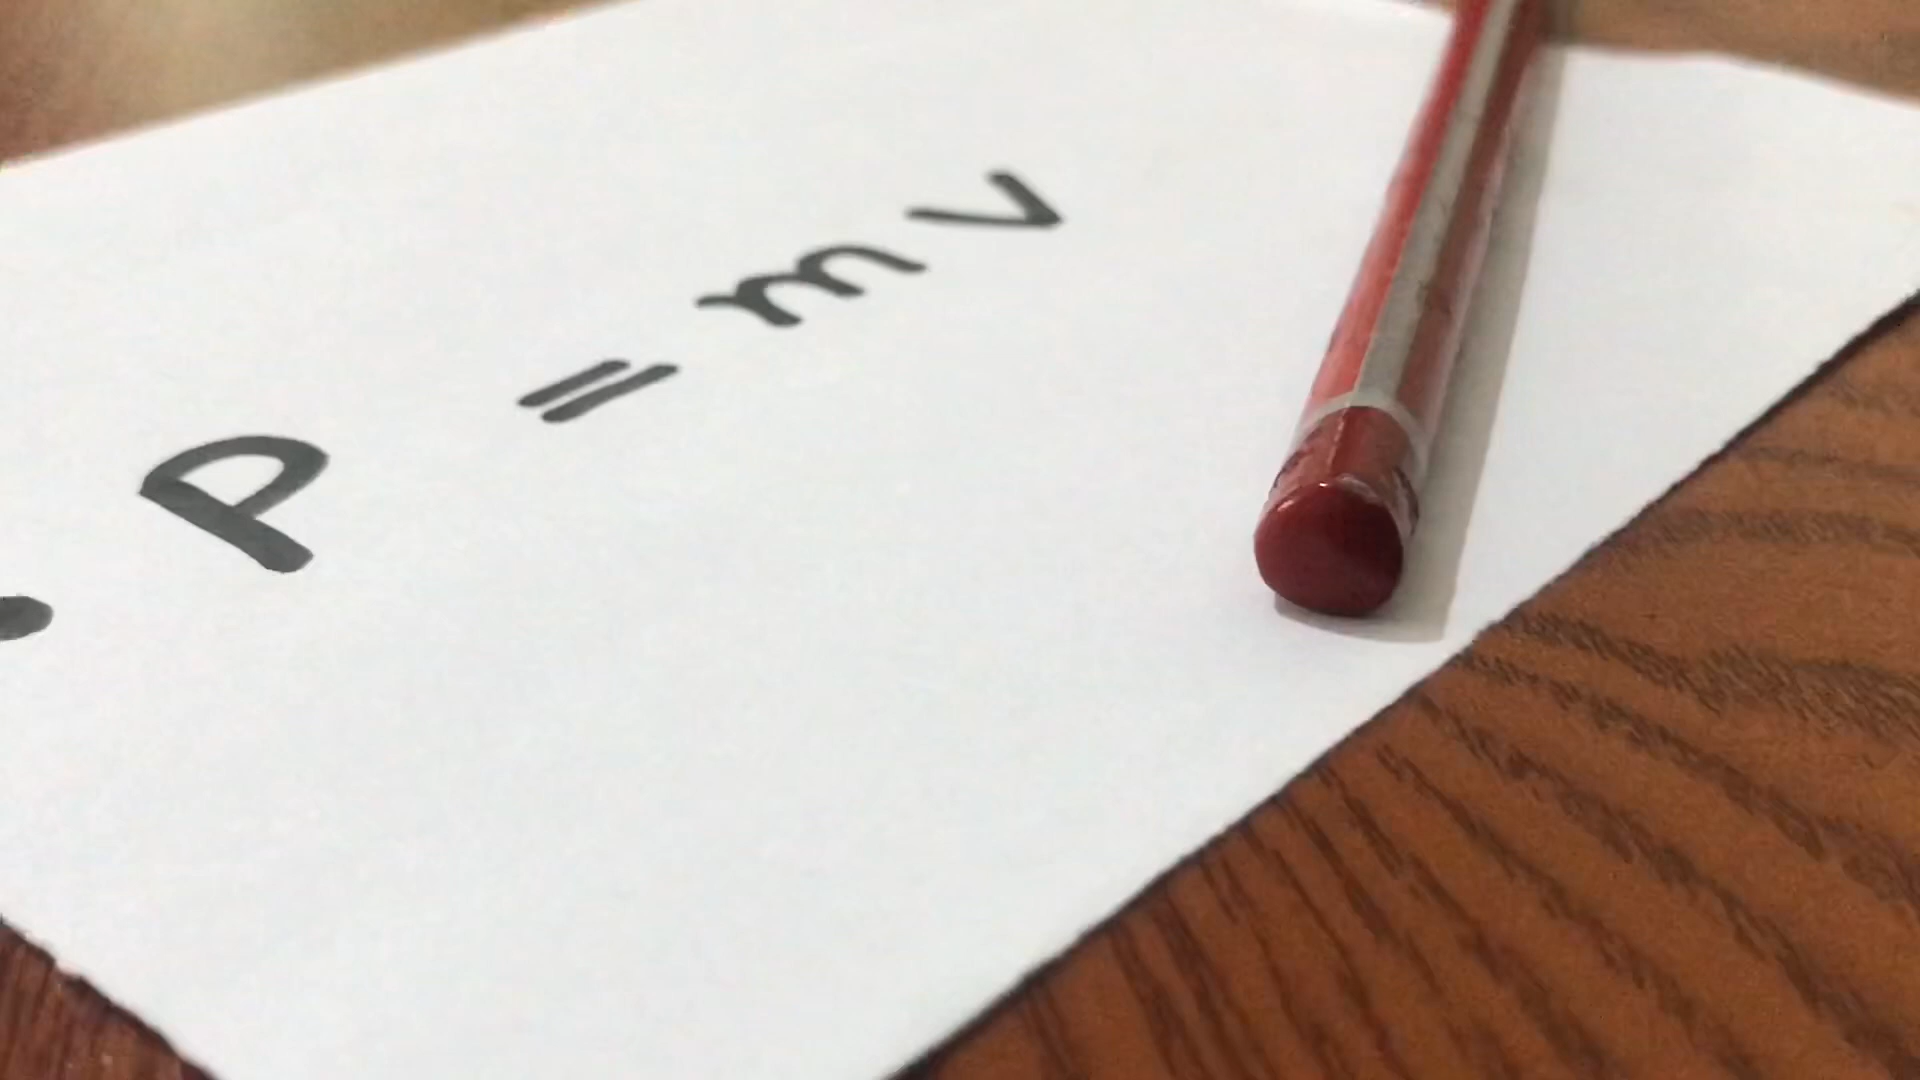 • P = mv